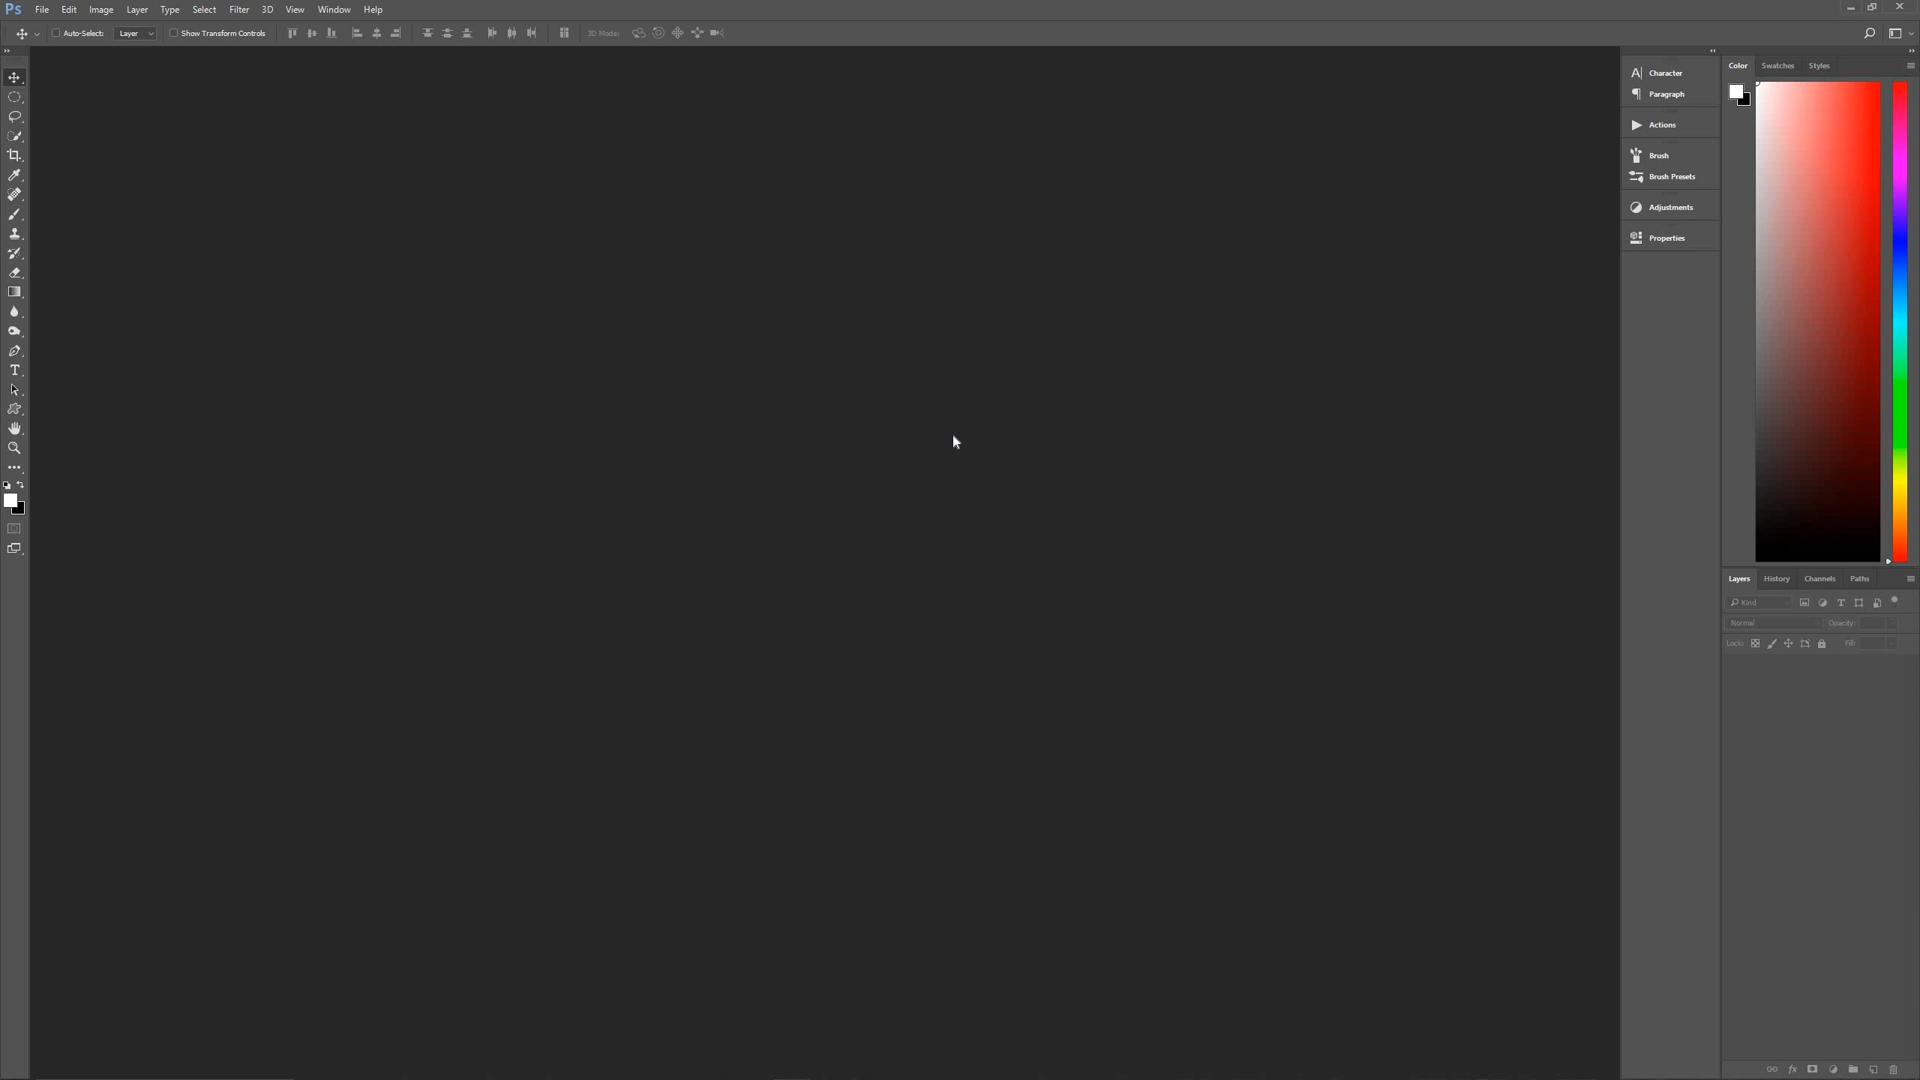 Ps File Edit Image Layer Type Select Filter 3D View Window Help
Auto-Select: Layer Show Transform Controls 3D Mode:
Color Swatches Styles
Character
Paragraph
Actions
Brush
Brush Presets
Adjustments
Properties
Layers History Channels Paths
Kind
Normal Opacity:
Lock: Fill: